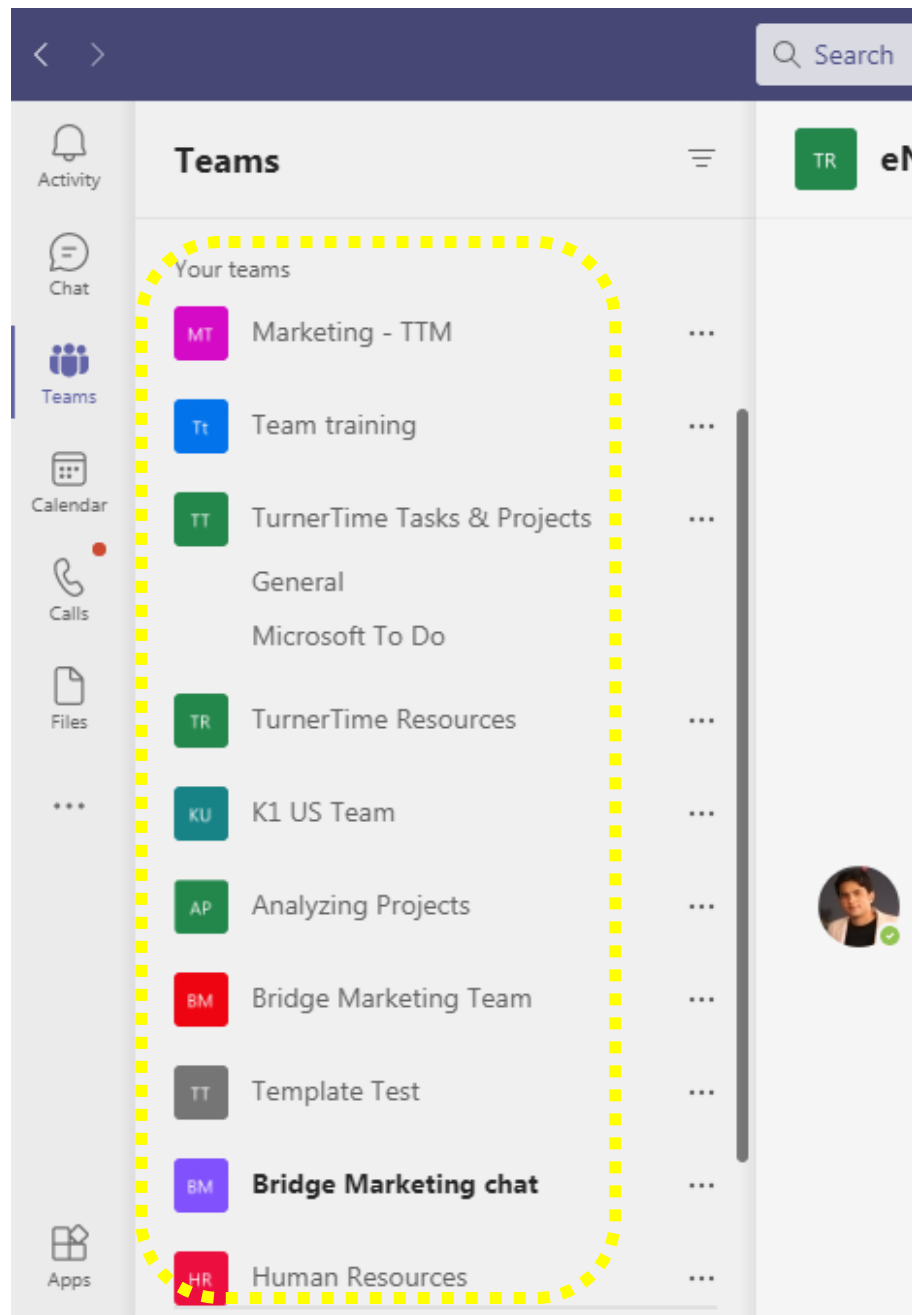 Search
Activity
Chat
Teams
Calendar
Calls
Files
Apps
Teams
Your teams
MT Marketing - TTM
Tt Team training
TT TurnerTime Tasks & Projects
General
Microsoft To Do
TR TurnerTime Resources
KU K1 US Team
AP Analyzing Projects
BM Bridge Marketing Team
TT Template Test
BM Bridge Marketing chat
HR Human Resources
TR